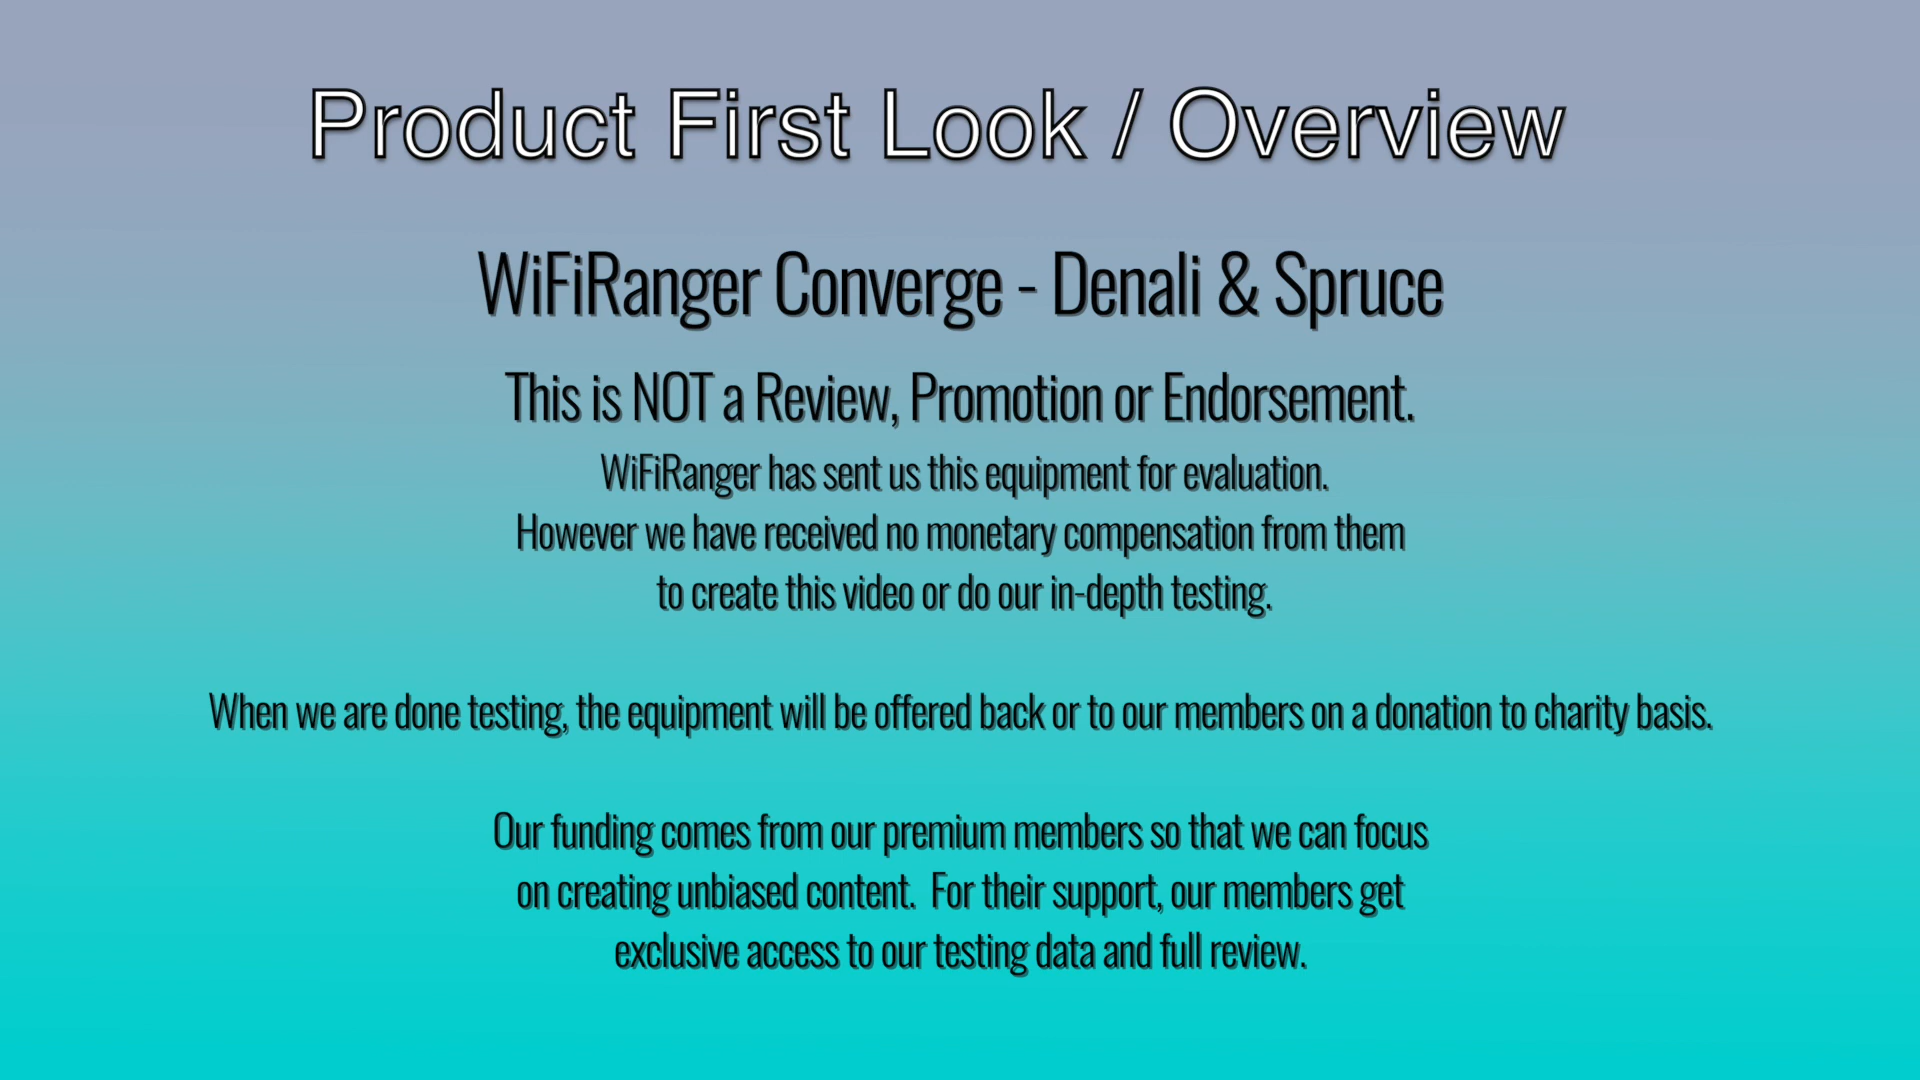 Product First Look / Overview
WiFiRanger Converge - Denali & Spruce
This is NOT a Review, Promotion or Endorsement.
WiFiRanger has sent us this equipment for evaluation.
However we have received no monetary compensation from them
to create this video or do our in-depth testing.
When we are done testing, the equipment will be offered back or to our members on a donation to charity basis.
Our funding comes from our premium members so that we can focus
on creating unbiased content.  For their support, our members get
exclusive access to our testing data and full review.